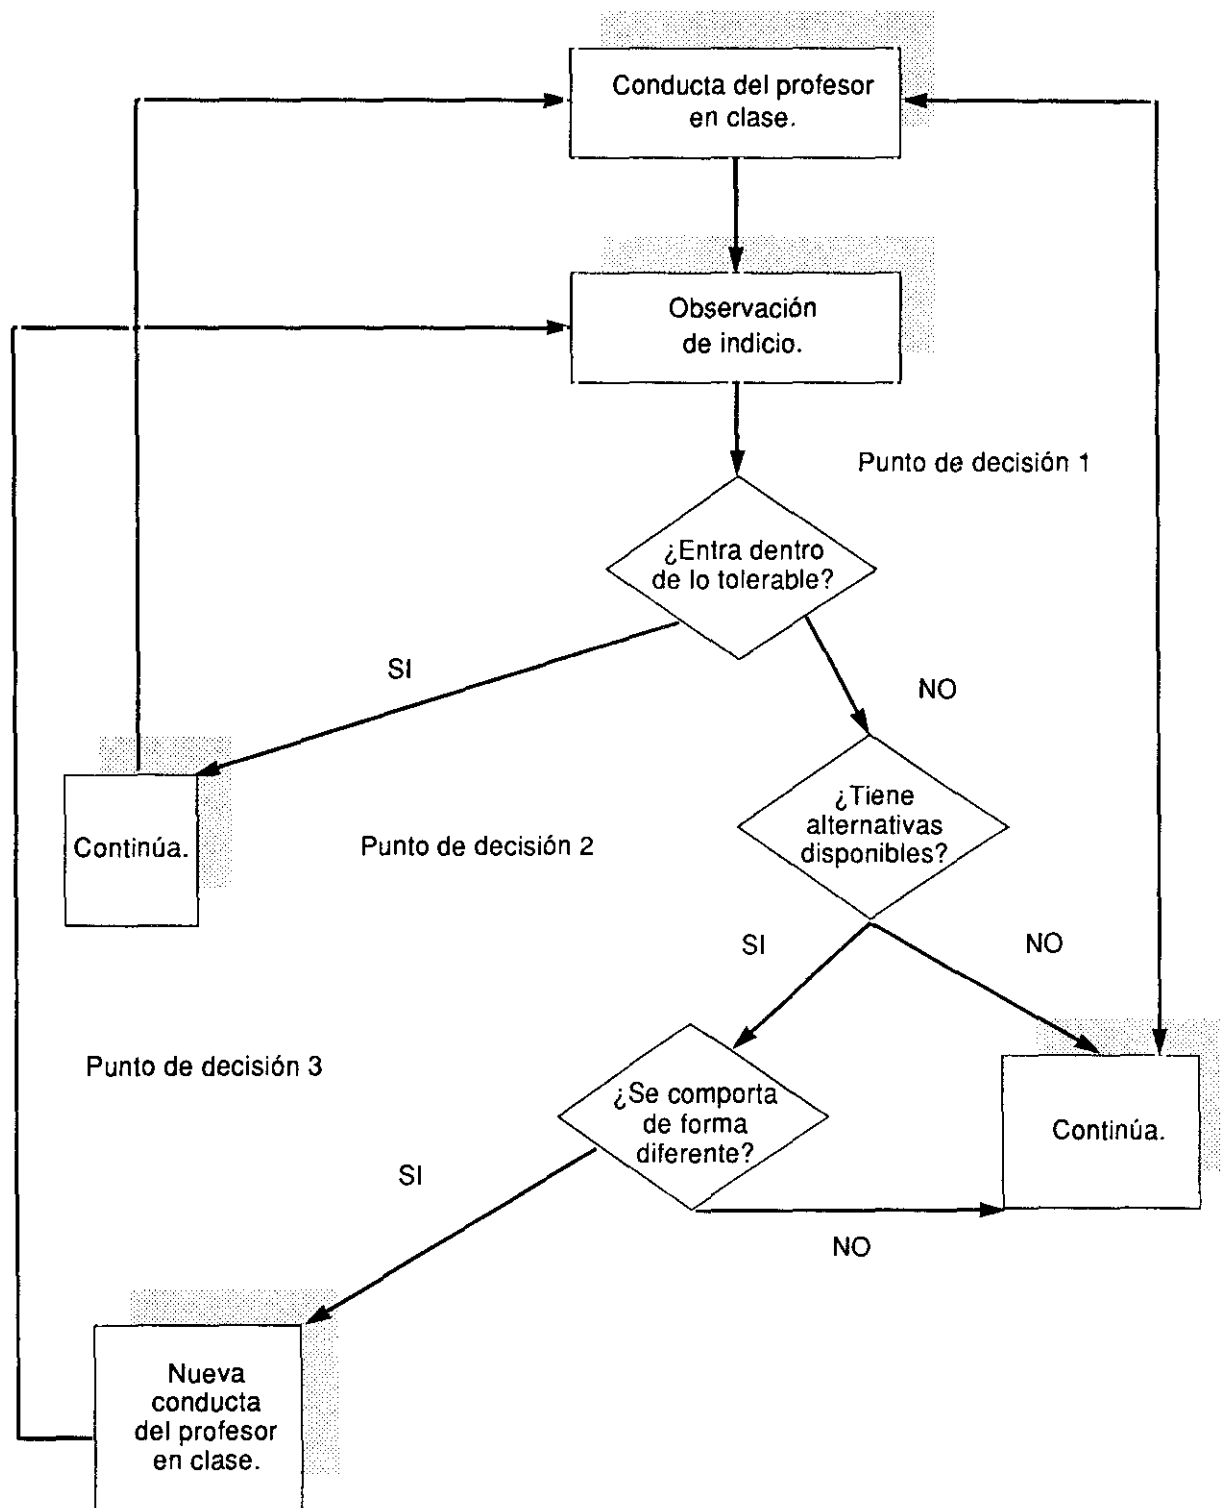 Conducta del profesor
en clase.
Observación
de indicio.
Punto de decisión 1
¿Entra dentro
de lo tolerable?
SI
NO
¿Tiene
alternativas
disponibles?
Continúa.
Punto de decisión 2
SI
NO
Punto de decisión 3
¿Se comporta
de forma
diferente?
Continúa.
SI
NO
Nueva
conducta
del profesor
en clase.